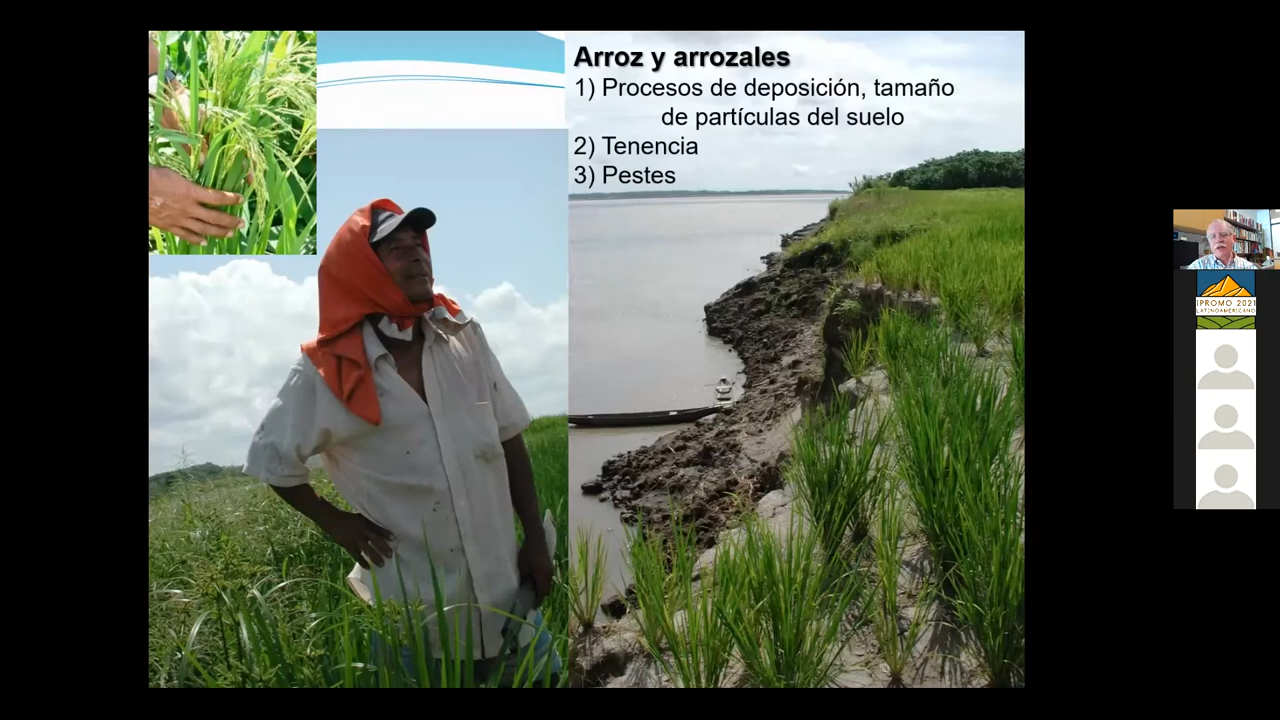 Arroz y arrozales
1) Procesos de deposición, tamaño
de partículas del suelo
2) Tenencia
3) Pestes
IPROMO 2021
LATINOAMERICANO